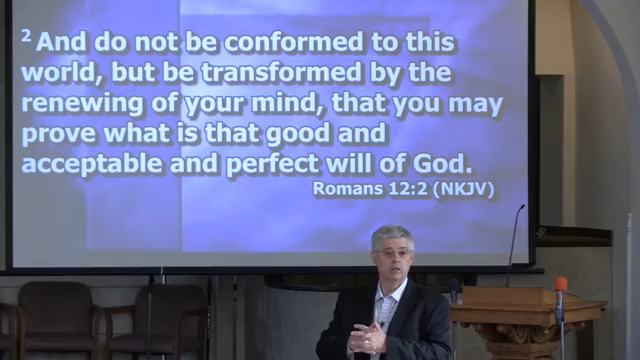 2 And do not be conformed to this
world, but be transformed by the
renewing of your mind, that you may
prove what is that good and
acceptable and perfect will of God.
Romans 12:2 (NKJV)